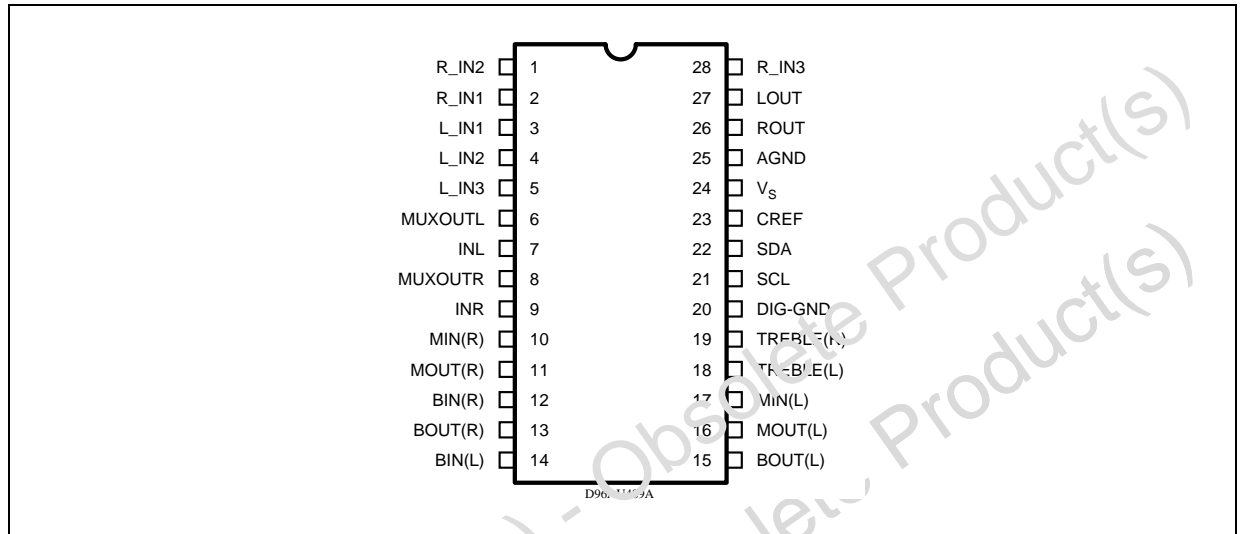 R_IN2 1 28 R_IN3
R_IN1 2 27 LOUT
L_IN1 3 26 ROUT
L_IN2 4 25 AGND
L_IN3 5 24 VS
MUXOUTL 6 23 CREF
INL 7 22 SDA
MUXOUTR 8 21 SCL
INR 9 20 DIG-GND
MIN(R) 10 19 TREBLE(R)
MOUT(R) 11 18 TREBLE(L)
BIN(R) 12 17 MIN(L)
BOUT(R) 13 16 MOUT(L)
BIN(L) 14 15 BOUT(L)
- Obsolete Product(s)
Product(s)